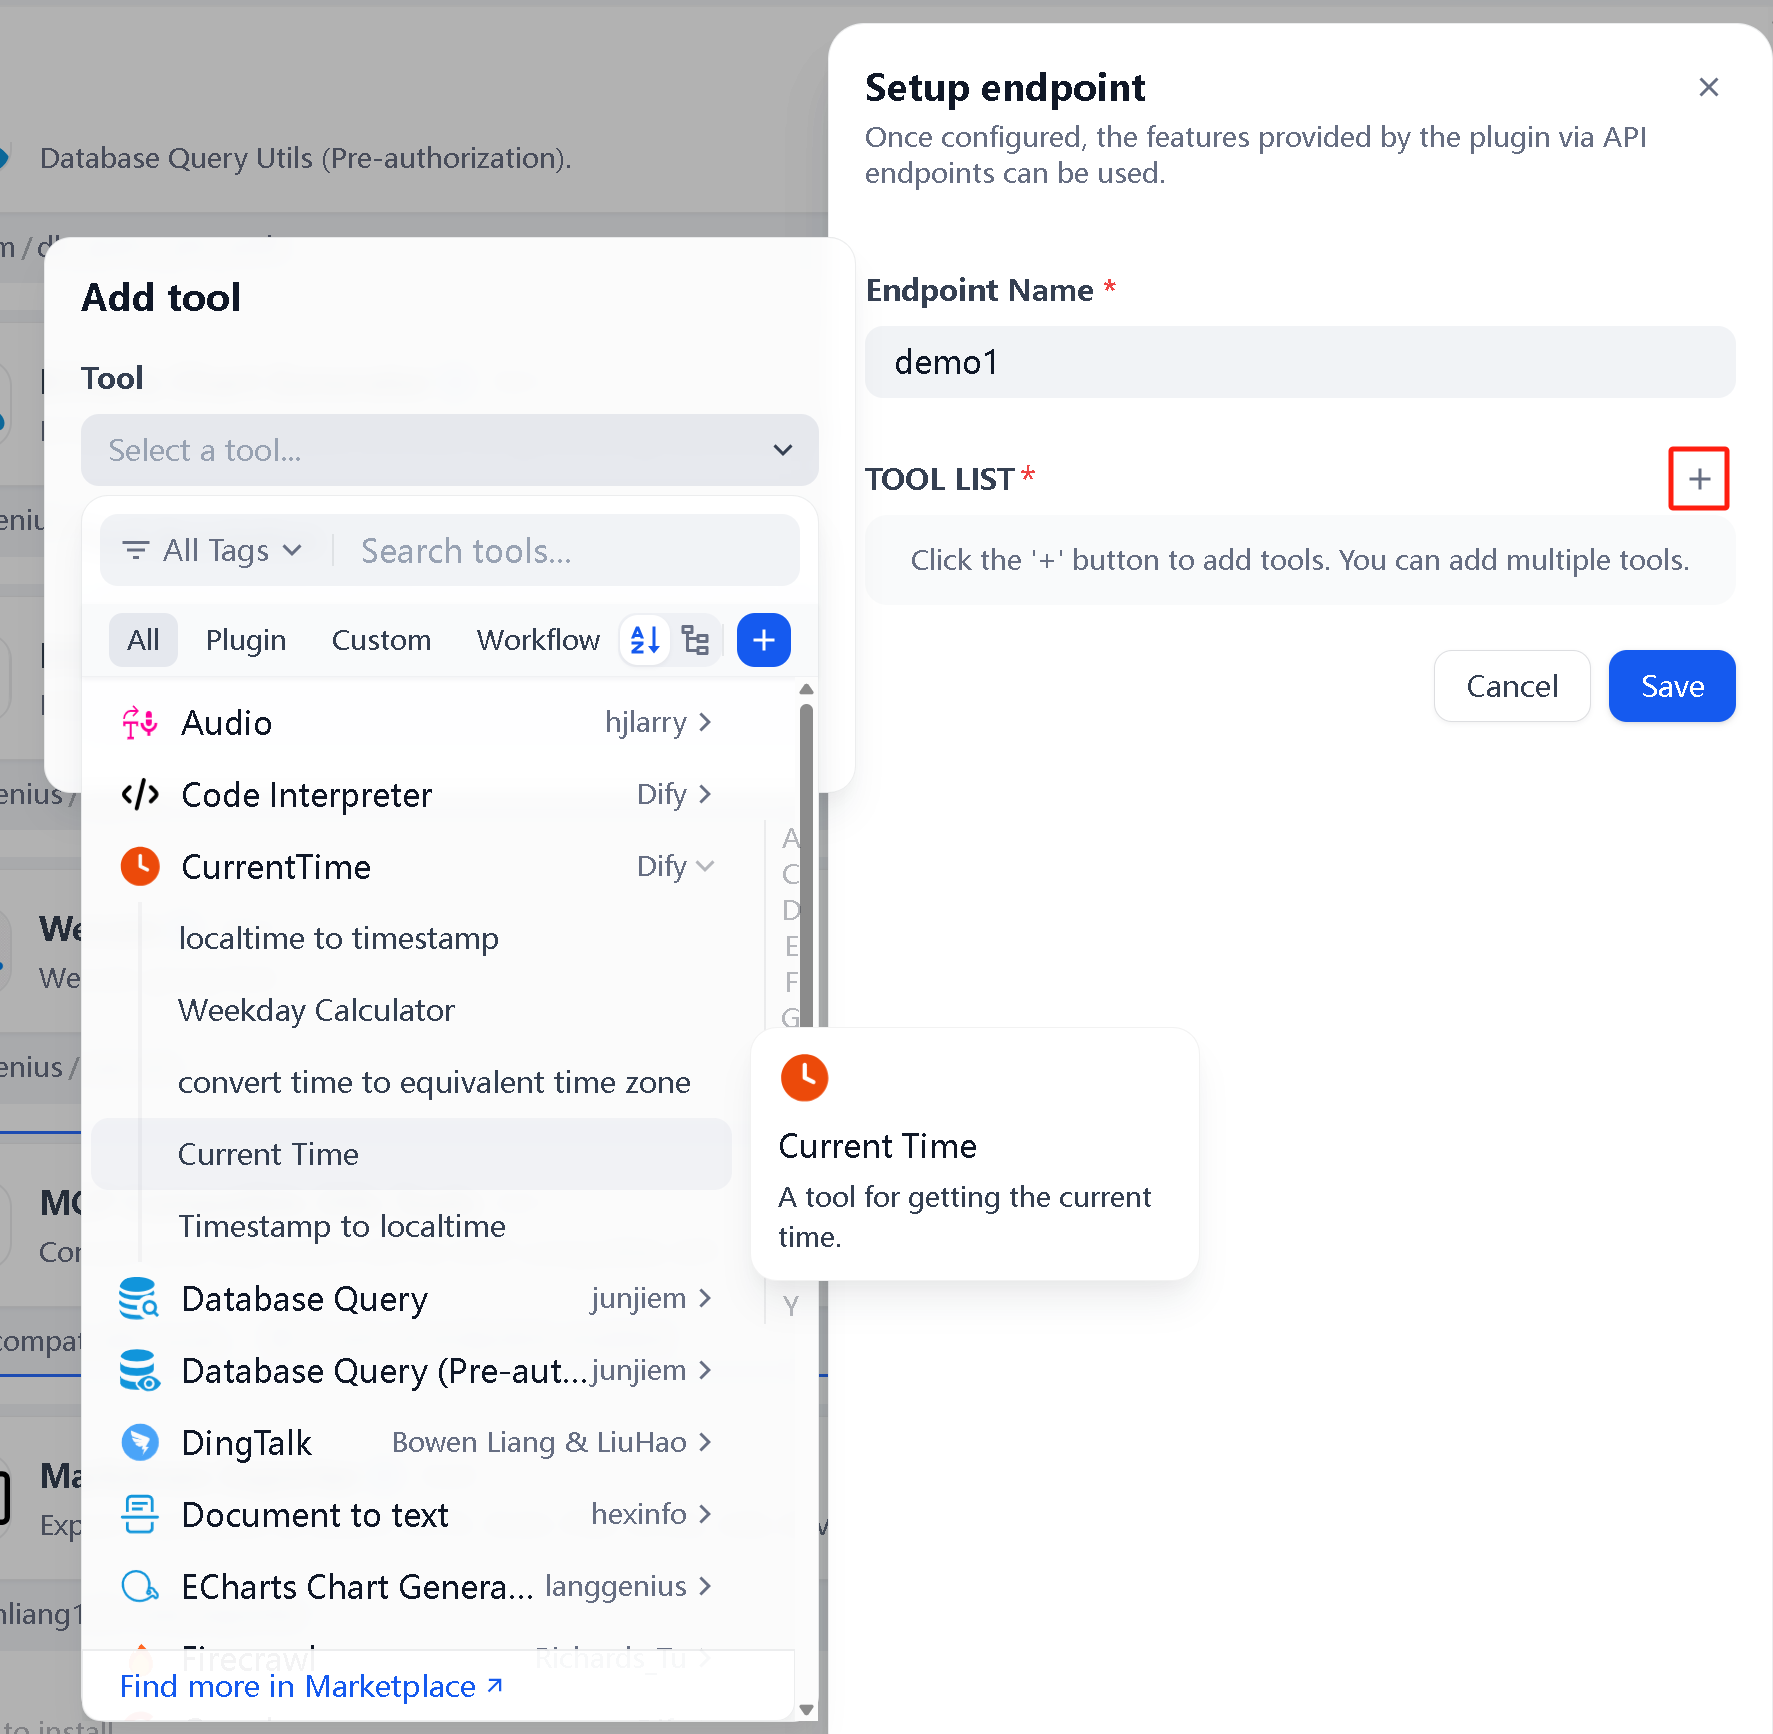 Database Query Utils (Pre-authorization).
Setup endpoint
Once configured, the features provided by the plugin via API
endpoints can be used.
Endpoint Name *
demo1
TOOL LIST *
Click the '+' button to add tools. You can add multiple tools.
Cancel
Save
Add tool
Tool
Select a tool...
All Tags
Search tools...
All
Plugin
Custom
Workflow
Audio
hjlarry
Code Interpreter
Dify
CurrentTime
Dify
localtime to timestamp
Weekday Calculator
convert time to equivalent time zone
Current Time
Timestamp to localtime
Database Query
junjiem
Database Query (Pre-aut...
junjiem
DingTalk
Bowen Liang & LiuHao
Document to text
hexinfo
ECharts Chart Genera...
langgenius
Firecrawl
Richards_Tu
Find more in Marketplace
A
C
D
E
F
G
Y
Current Time
A tool for getting the current
time.
to install